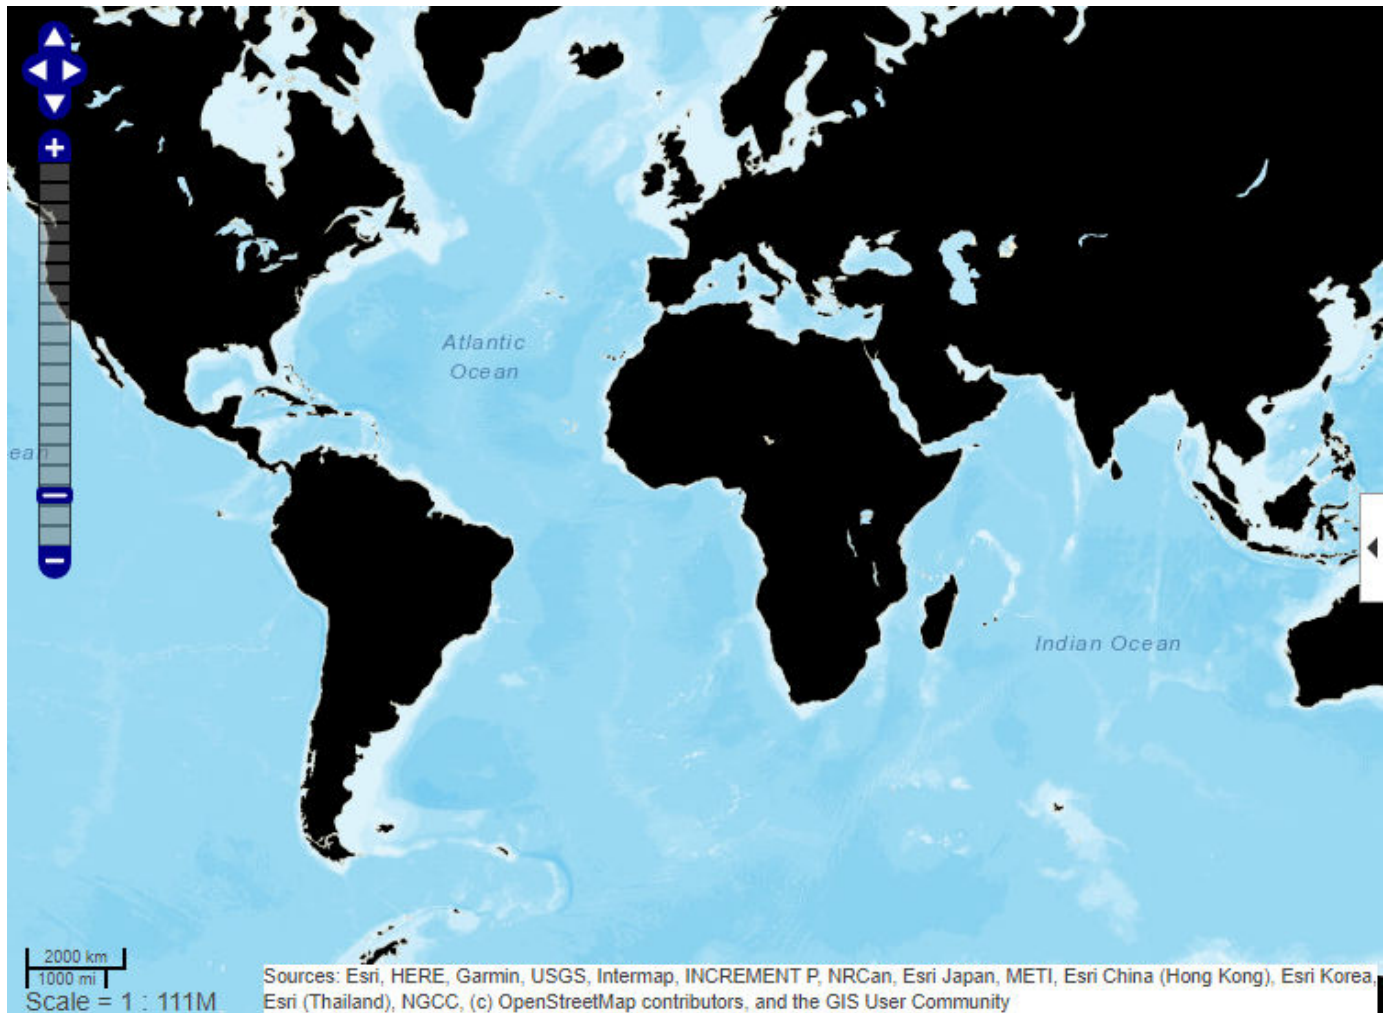 Atlantic
Ocean
ean
Indian Ocean
2000 km
1000 mi
Scale = 1 : 111M
Sources: Esri, HERE, Garmin, USGS, Intermap, INCREMENT P, NRCan, Esri Japan, METI, Esri China (Hong Kong), Esri Korea,
Esri (Thailand), NGCC, (c) OpenStreetMap contributors, and the GIS User Community